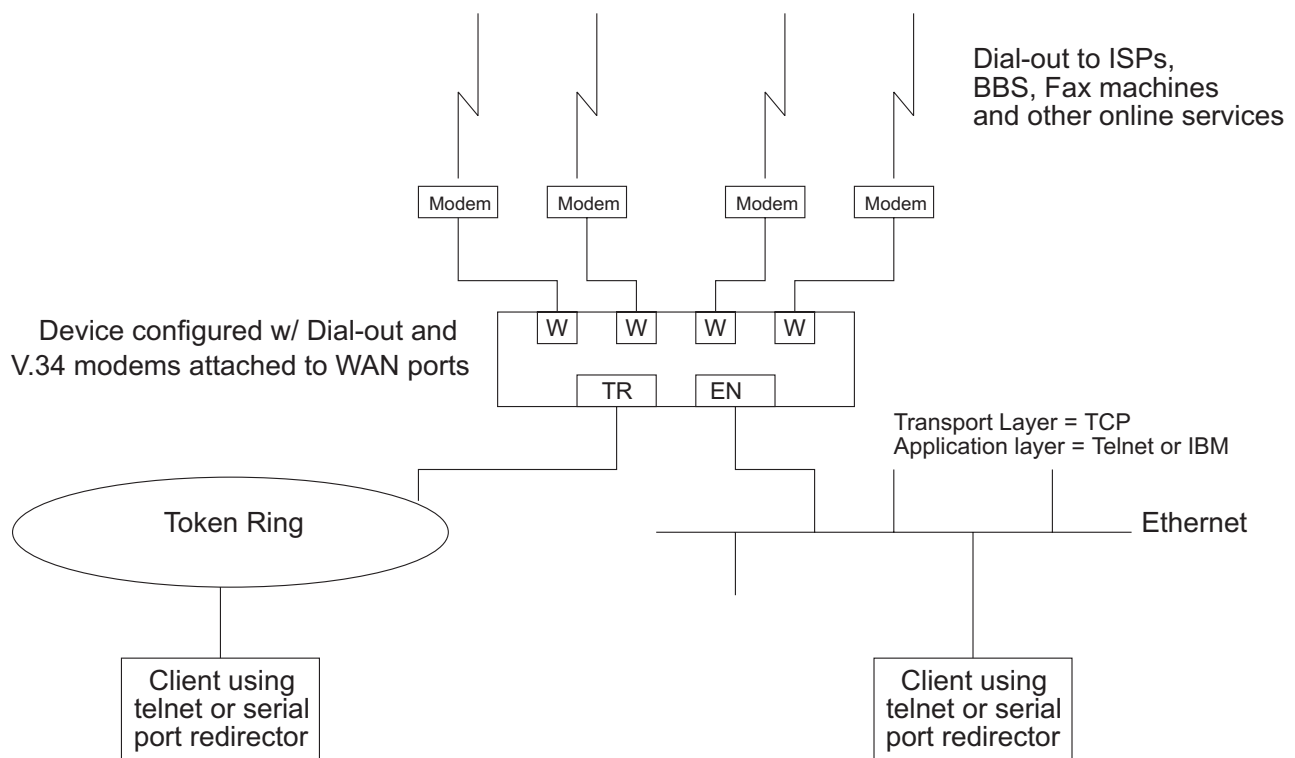 Dial-out to ISPs,
BBS, Fax machines
and other online services
Modem
Modem
Modem
Modem
Device configured w/ Dial-out and
V.34 modems attached to WAN ports
W
W
W
W
TR
EN
Transport Layer = TCP
Application layer = Telnet or IBM
Token Ring
Ethernet
Client using
telnet or serial
port redirector
Client using
telnet or serial
port redirector